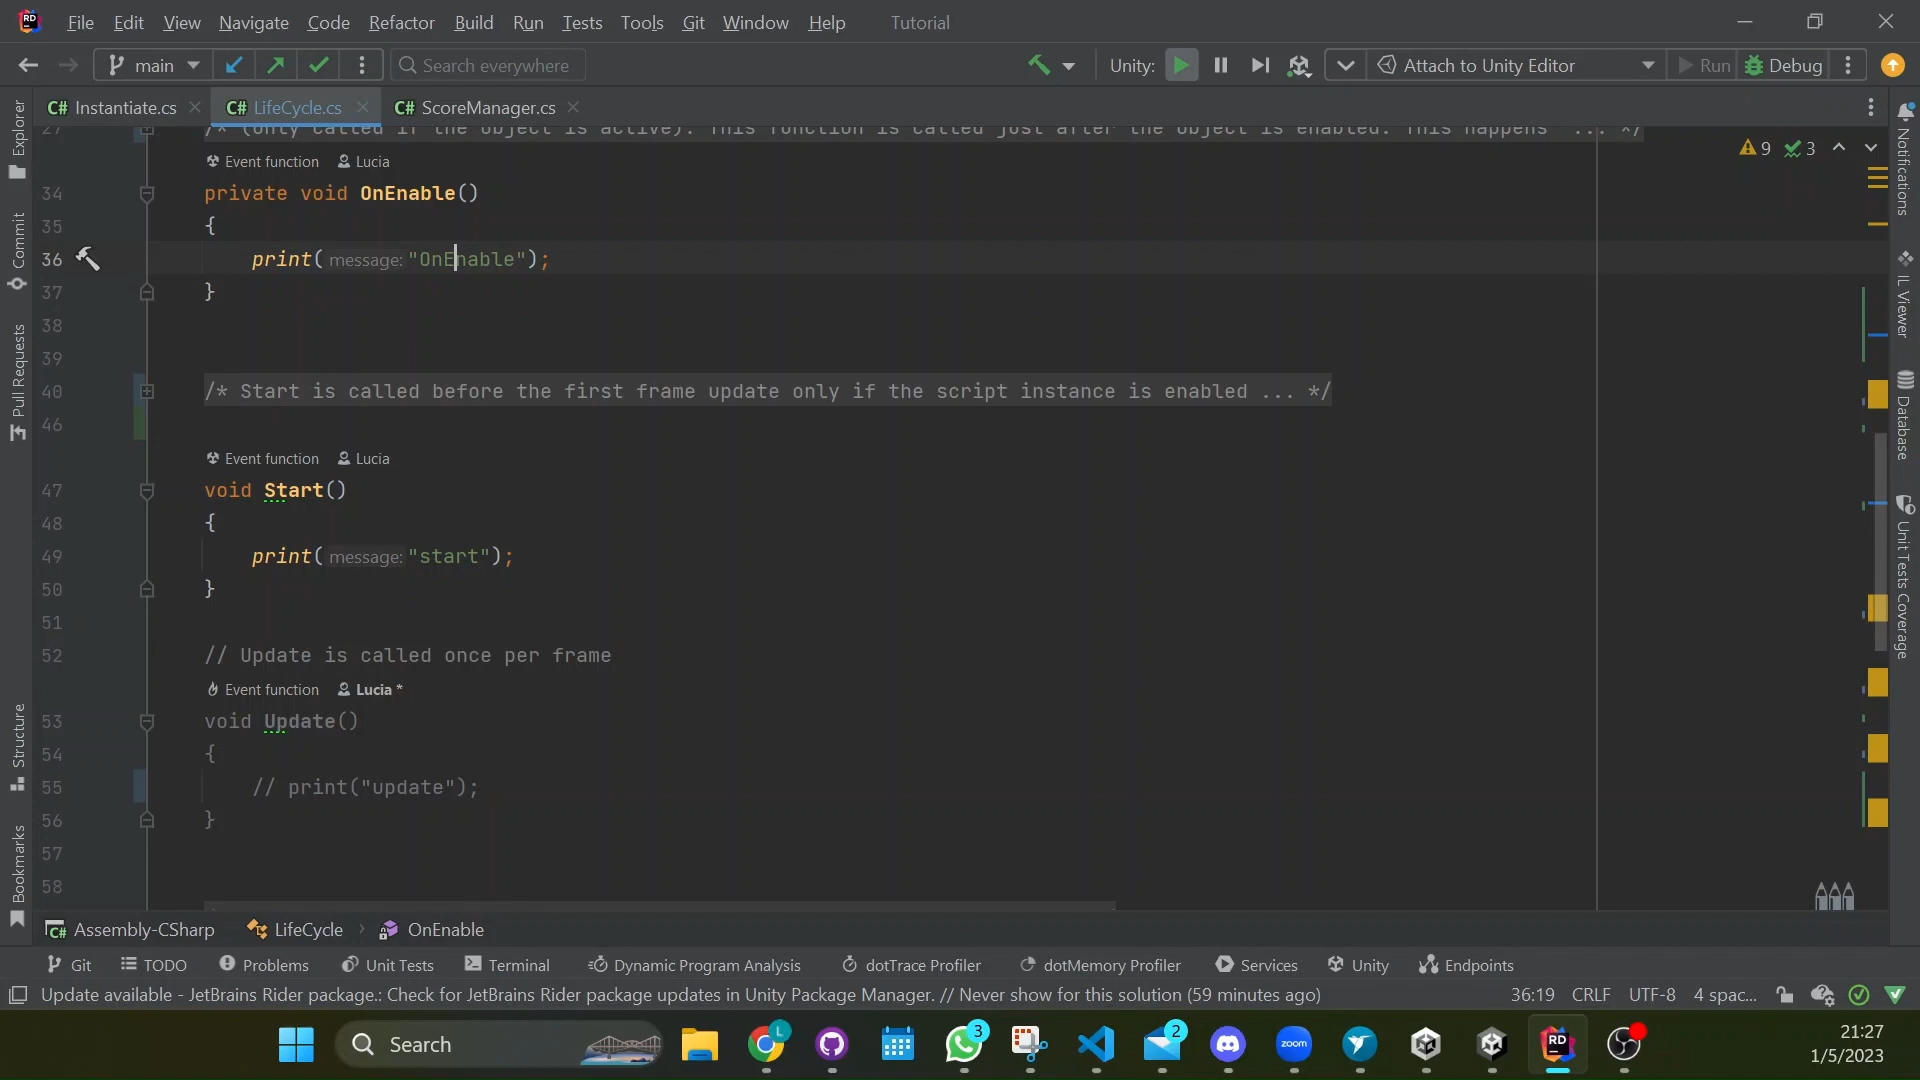 File Edit View Navigate Code Refactor Build Run Tests Tools Git Window Help Tutorial
main Search everywhere Unity: Attach to Unity Editor Run Debug
C# Instantiate.cs C# LifeCycle.cs C# ScoreManager.cs
27 /* (only called if the object is active): This function is called just after the object is enabled. This happens ... */
Event function Lucia
9 3
34 private void OnEnable()
35 {
36 print( message: "OnEnable");
37 }
38
39
40 /* Start is called before the first frame update only if the script instance is enabled ... */
46
Event function Lucia
47 void Start()
48 {
49 print( message: "start");
50 }
51
52 // Update is called once per frame
Event function Lucia *
53 void Update()
54 {
55 // print("update");
56 }
57
58
Explorer
Commit
Pull Requests
Structure
Bookmarks
Notifications
IL Viewer
Database
Unit Tests Coverage
C# Assembly-CSharp LifeCycle OnEnable
Git TODO Problems Unit Tests Terminal Dynamic Program Analysis dotTrace Profiler dotMemory Profiler Services Unity Endpoints
Update available - JetBrains Rider package.: Check for JetBrains Rider package updates in Unity Package Manager. // Never show for this solution (59 minutes ago) 36:19 CRLF UTF-8 4 spac...
Search L 3 2 zoom RD
21:27
1/5/2023